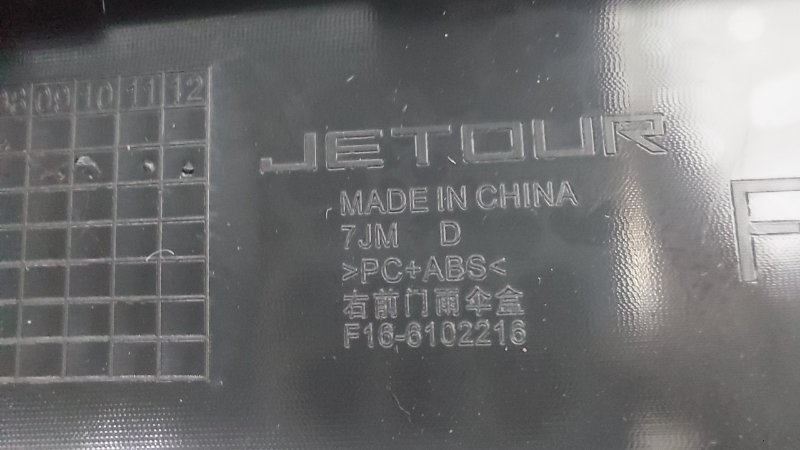 09 10 11 12
JETOUR
MADE IN CHINA
7JM D
>PC+ABS<
右前门雨伞盒
F16-6102216